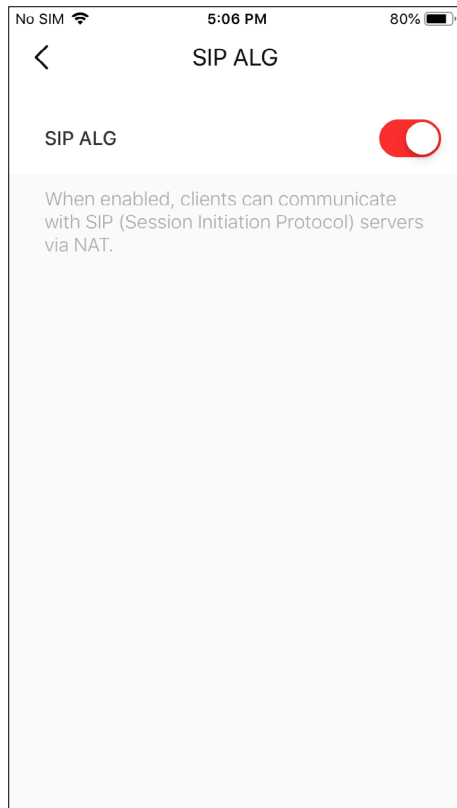 No SIM 5:06 PM 80%
SIP ALG
SIP ALG
When enabled, clients can communicate
with SIP (Session Initiation Protocol) servers
via NAT.